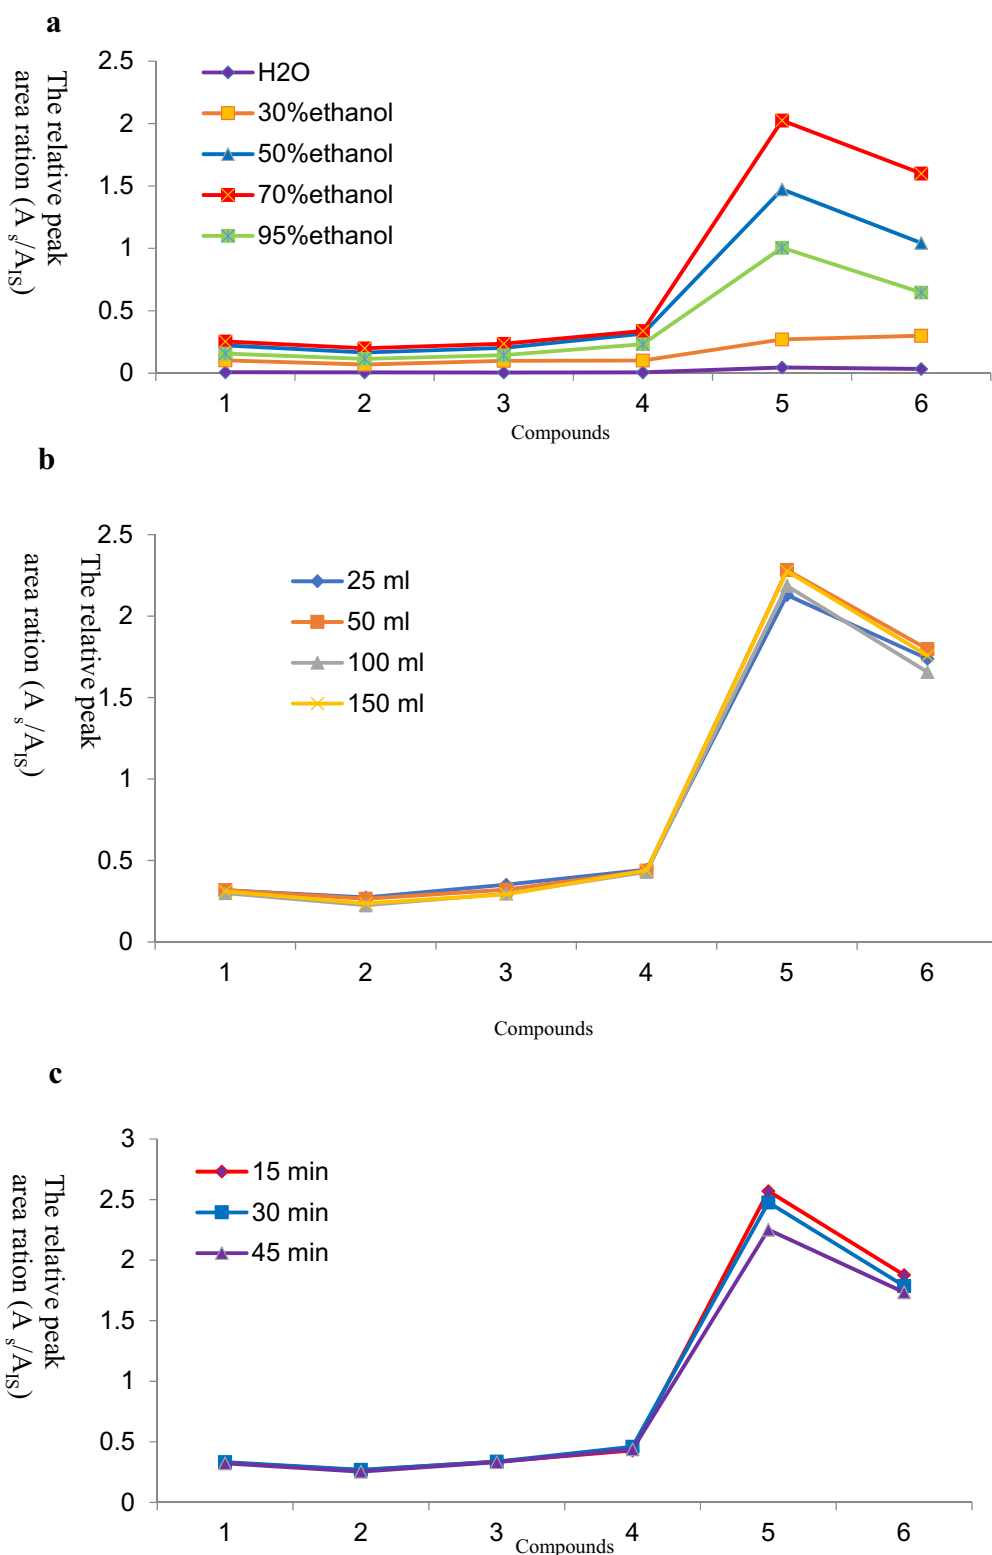 a
The relative peak
area ration (A s/AIS)
2.5
2
1.5
1
0.5
0
H2O
30%ethanol
50%ethanol
70%ethanol
95%ethanol
1 2 3 4 5 6
Compounds
b
The relative peak
area ration (A s/AIS)
2.5
2
1.5
1
0.5
0
25 ml
50 ml
100 ml
150 ml
1 2 3 4 5 6
Compounds
c
The relative peak
area ration (A s/AIS)
3
2.5
2
1.5
1
0.5
0
15 min
30 min
45 min
1 2 3 4 5 6
Compounds